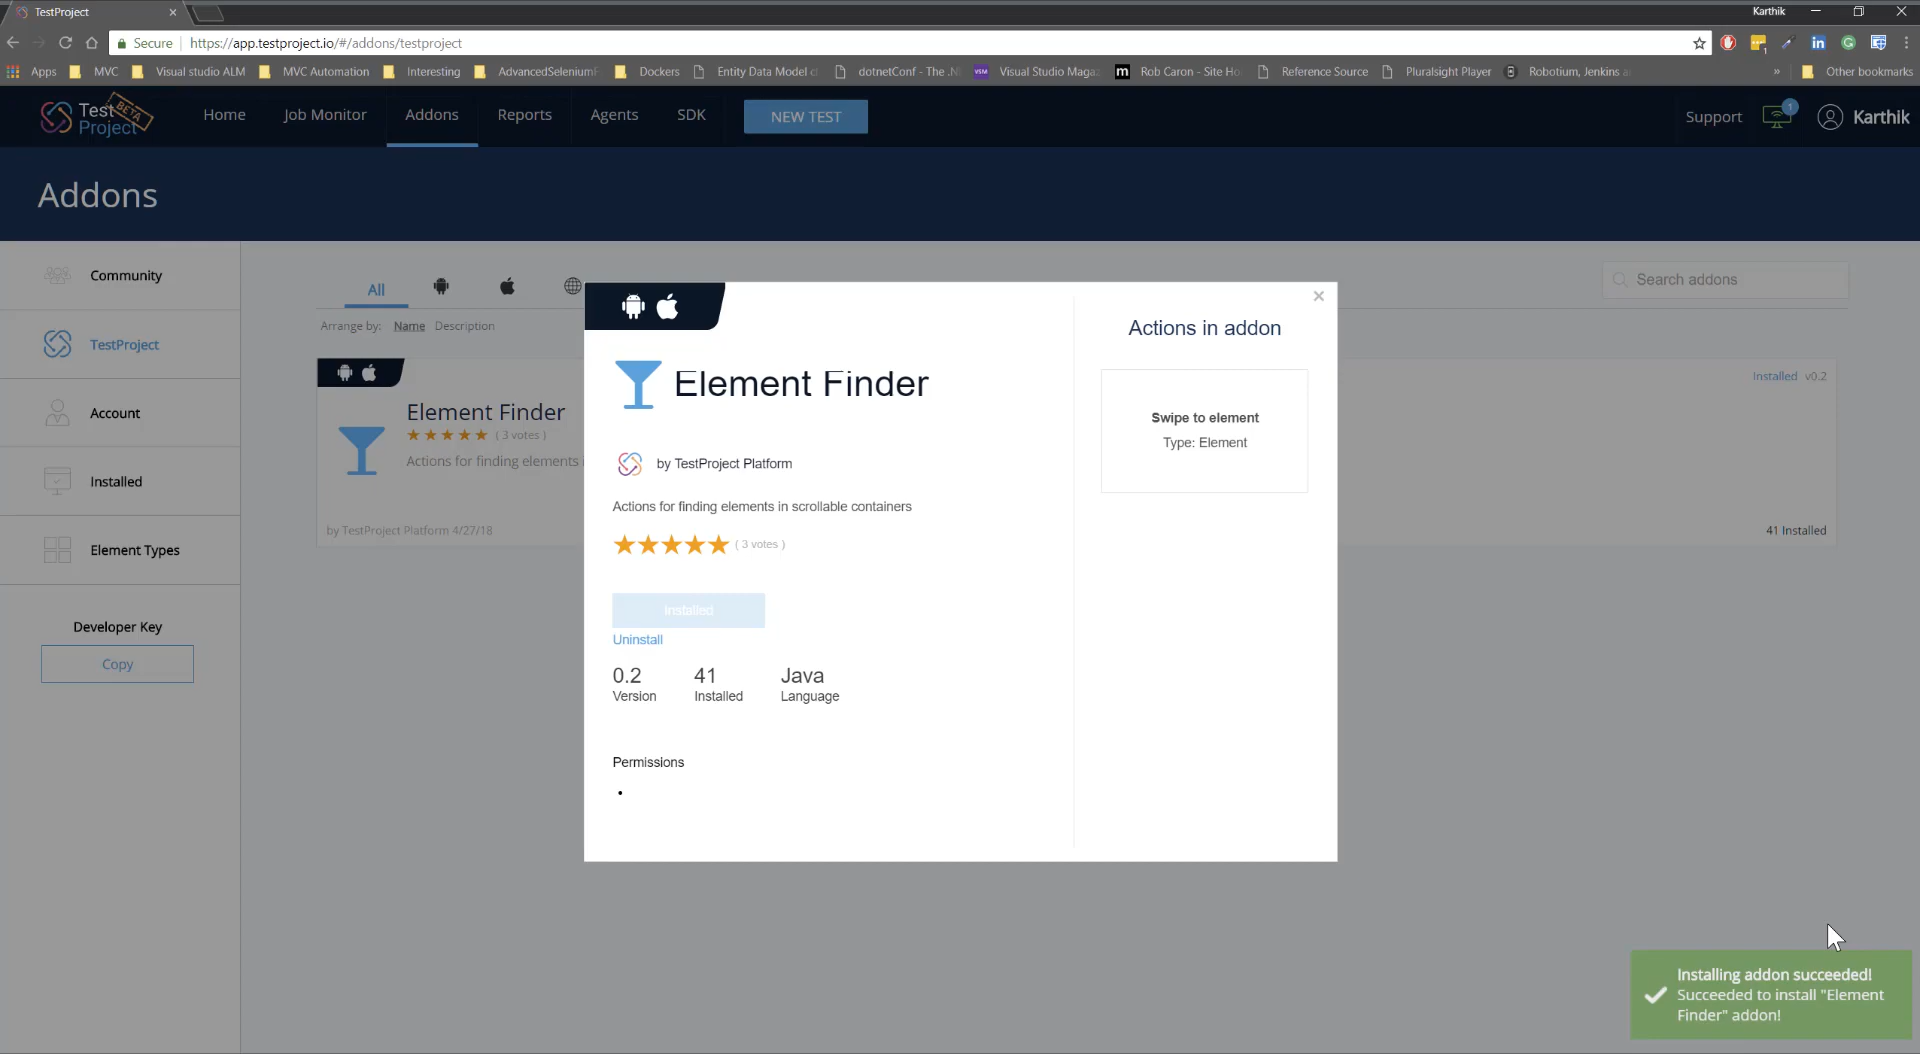 TestProject
Karthik
Secure https://app.testproject.io/#/addons/testproject
Apps MVC Visual studio ALM MVC Automation Interesting AdvancedSelenium Dockers Entity Data Model dotnetConf - The .N Visual Studio Magaz Rob Caron - Site Ho Reference Source Pluralsight Player Robotium, Jenkins » Other bookmarks
Test Project BETA
Home Job Monitor Addons Reports Agents SDK NEW TEST Support 1 Karthik
Addons
Community
TestProject
Account
Installed
Element Types
Developer Key
Copy
All
Search addons
Arrange by: Name Description
Element Finder
( 3 votes )
Actions for finding elements
by TestProject Platform 4/27/18
Installed v0.2
41 Installed
Element Finder
by TestProject Platform
Actions for finding elements in scrollable containers
( 3 votes )
Installed
Uninstall
0.2 41 Java
Version Installed Language
Permissions
Actions in addon
Swipe to element
Type: Element
Installing addon succeeded!
Succeeded to install "Element
Finder" addon!